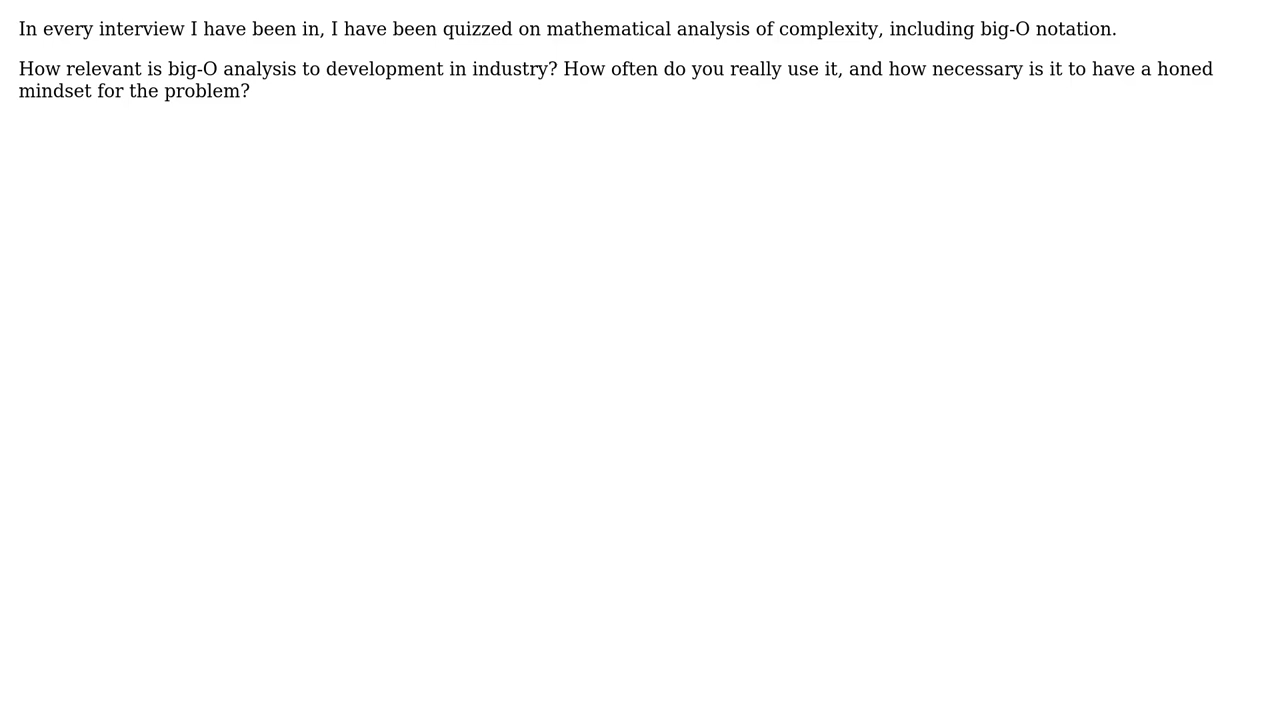 In every interview I have been in, I have been quizzed on mathematical analysis of complexity, including big-O notation.
How relevant is big-O analysis to development in industry? How often do you really use it, and how necessary is it to have a honed
mindset for the problem?